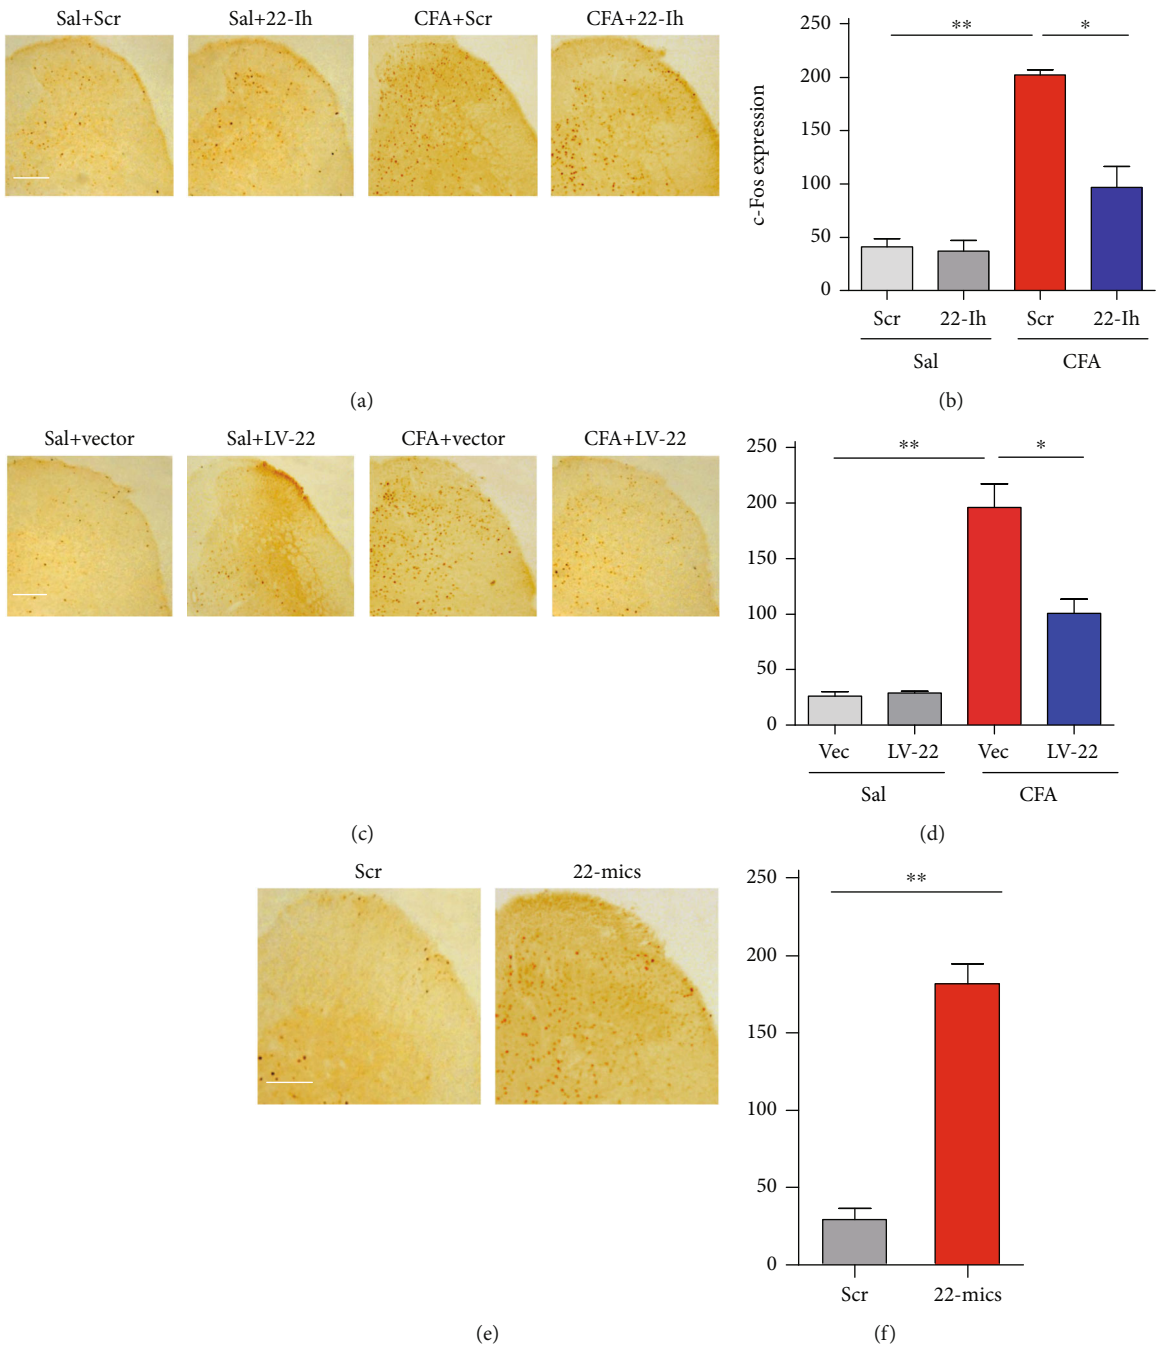 Sal+Scr Sal+22-Ih CFA+Scr CFA+22-Ih
(a)
c-Fos expression
250
200
150
100
50
0
** *
Scr 22-Ih Scr 22-Ih
Sal CFA
(b)
Sal+vector Sal+LV-22 CFA+vector CFA+LV-22
(c)
250
200
150
100
50
0
** *
Vec LV-22 Vec LV-22
Sal CFA
(d)
Scr 22-mics
(e)
250
200
150
100
50
0
**
Scr 22-mics
(f)